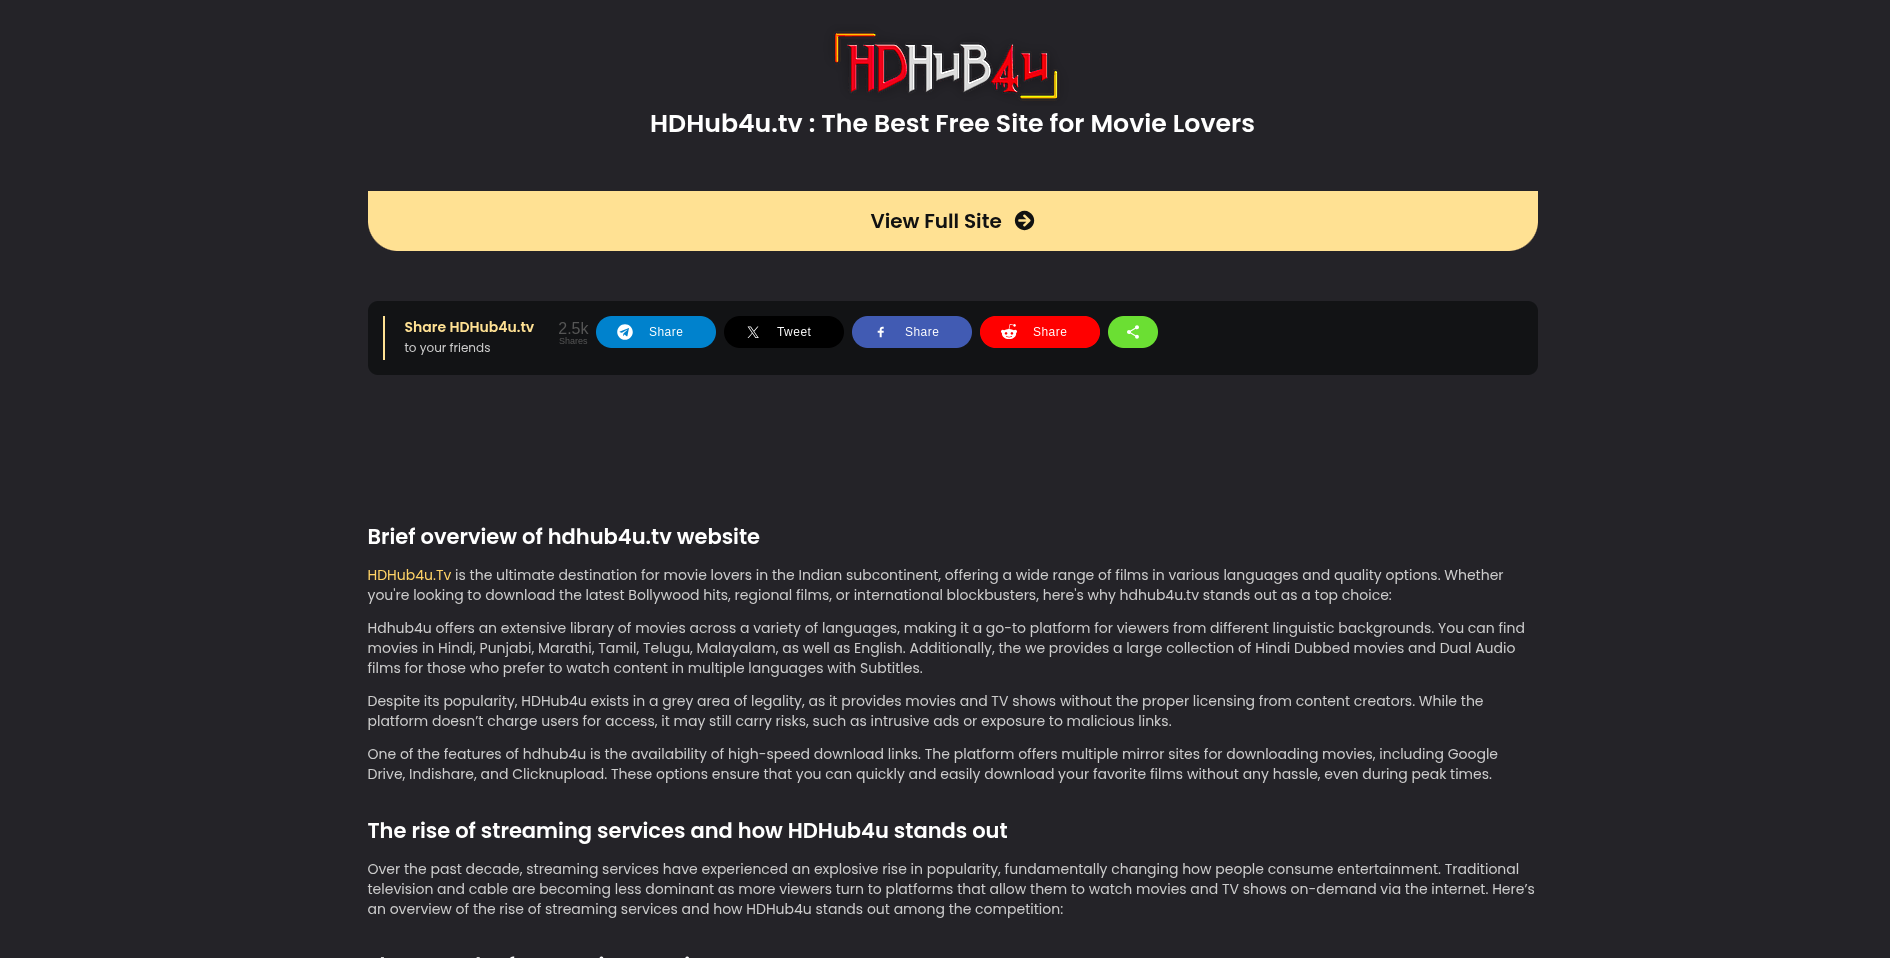 HDHuB4u
HDHub4u.tv : The Best Free Site for Movie Lovers
View Full Site
Share HDHub4u.tv
to your friends
2.5k
Shares
Share
Tweet
Share
Share
Brief overview of hdhub4u.tv website
HDHub4u.Tv is the ultimate destination for movie lovers in the Indian subcontinent, offering a wide range of films in various languages and quality options. Whether
you're looking to download the latest Bollywood hits, regional films, or international blockbusters, here's why hdhub4u.tv stands out as a top choice:
Hdhub4u offers an extensive library of movies across a variety of languages, making it a go-to platform for viewers from different linguistic backgrounds. You can find
movies in Hindi, Punjabi, Marathi, Tamil, Telugu, Malayalam, as well as English. Additionally, the we provides a large collection of Hindi Dubbed movies and Dual Audio
films for those who prefer to watch content in multiple languages with Subtitles.
Despite its popularity, HDHub4u exists in a grey area of legality, as it provides movies and TV shows without the proper licensing from content creators. While the
platform doesn’t charge users for access, it may still carry risks, such as intrusive ads or exposure to malicious links.
One of the features of hdhub4u is the availability of high-speed download links. The platform offers multiple mirror sites for downloading movies, including Google
Drive, Indishare, and Clicknupload. These options ensure that you can quickly and easily download your favorite films without any hassle, even during peak times.
The rise of streaming services and how HDHub4u stands out
Over the past decade, streaming services have experienced an explosive rise in popularity, fundamentally changing how people consume entertainment. Traditional
television and cable are becoming less dominant as more viewers turn to platforms that allow them to watch movies and TV shows on-demand via the internet. Here’s
an overview of the rise of streaming services and how HDHub4u stands out among the competition: